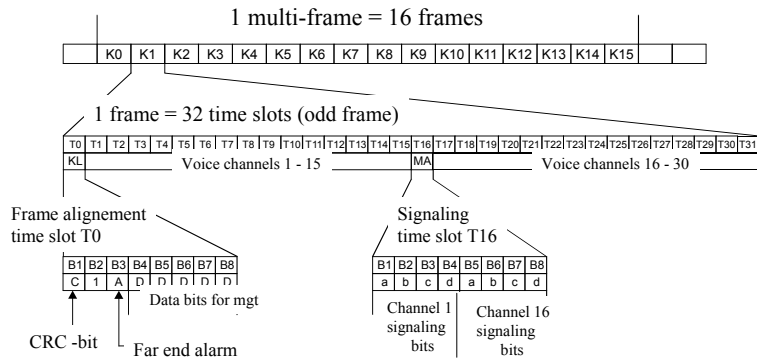 1 multi-frame = 16 frames
K0 K1 K2 K3 K4 K5 K6 K7 K8 K9 K10 K11 K12 K13 K14 K15
1 frame = 32 time slots (odd frame)
T0 T1 T2 T3 T4 T5 T6 T7 T8 T9 T10 T11 T12 T13 T14 T15 T16 T17 T18 T19 T20 T21 T22 T23 T24 T25 T26 T27 T28 T29 T30 T31
KL Voice channels 1 - 15 MA Voice channels 16 - 30
Frame alignement
time slot T0
Signaling
time slot T16
B1 B2 B3 B4 B5 B6 B7 B8
C 1 A D D D D D
Data bits for mgt
CRC -bit
Far end alarm
B1 B2 B3 B4 B5 B6 B7 B8
a b c d a b c d
Channel 1
signaling
bits
Channel 16
signaling
bits